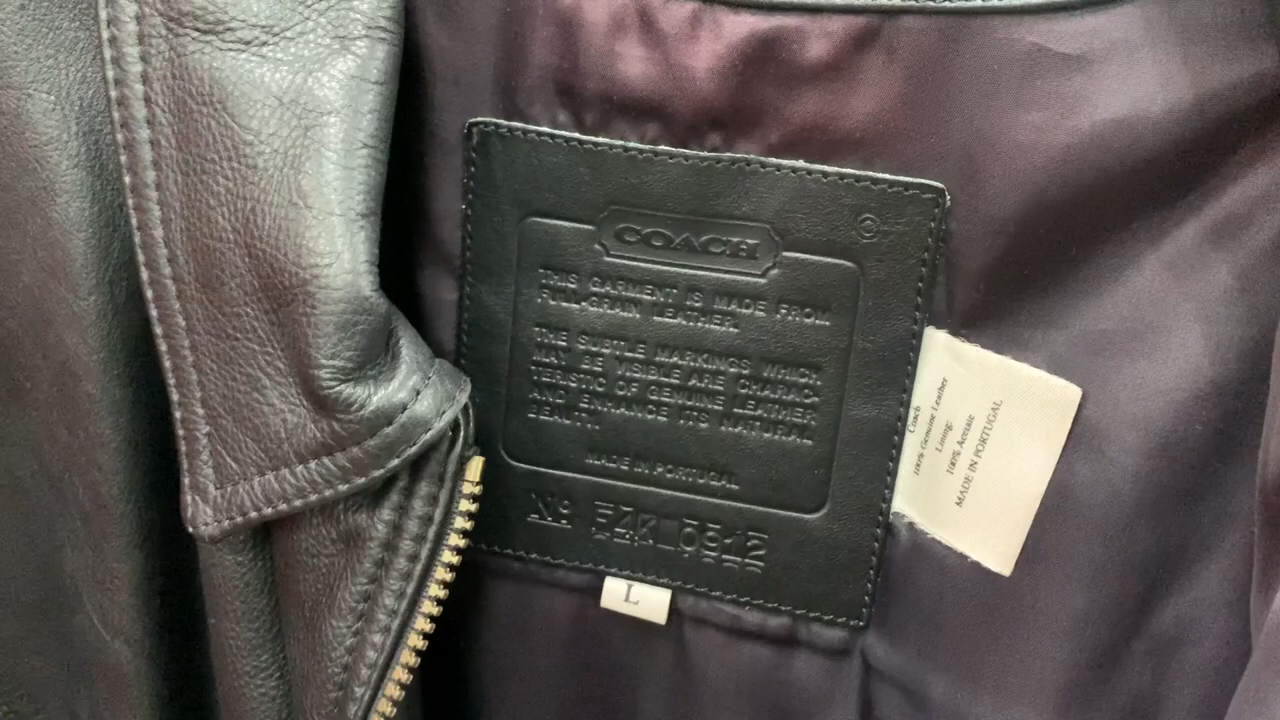 COACH
THIS GARMENT IS MADE FROM
FULL-GRAIN LEATHER.
THE SUBTLE MARKINGS WHICH
MAY BE VISIBLE ARE CHARAC-
TERISTIC OF GENUINE LEATHER
AND ENHANCE ITS NATURAL
BEAUTY.
MADE IN PORTUGAL
Nº
L
Coach
100% Genuine Leather
Lining:
100% Acetate
MADE IN PORTUGAL